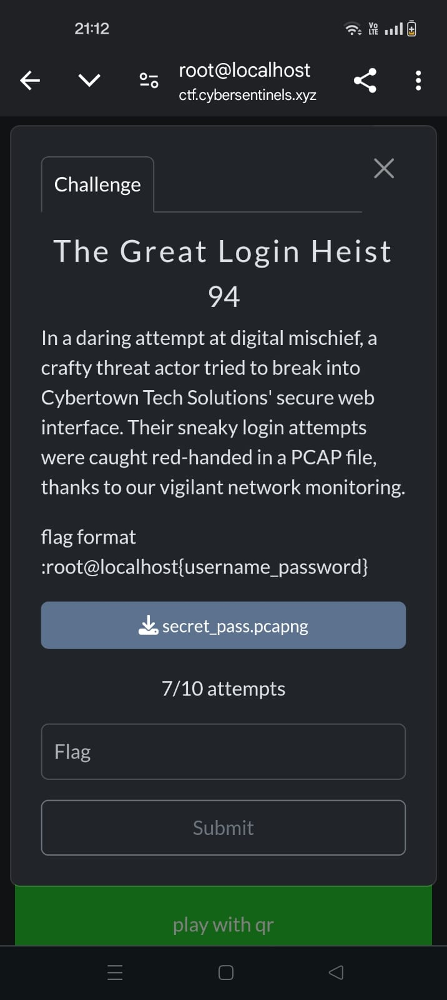 21:12
Vo LTE
root@localhost
ctf.cybersentinels.xyz
Challenge
The Great Login Heist
94
In a daring attempt at digital mischief, a
crafty threat actor tried to break into
Cybertown Tech Solutions' secure web
interface. Their sneaky login attempts
were caught red-handed in a PCAP file,
thanks to our vigilant network monitoring.
flag format
:root@localhost{username_password}
secret_pass.pcapng
7/10 attempts
Flag
Submit
play with qr